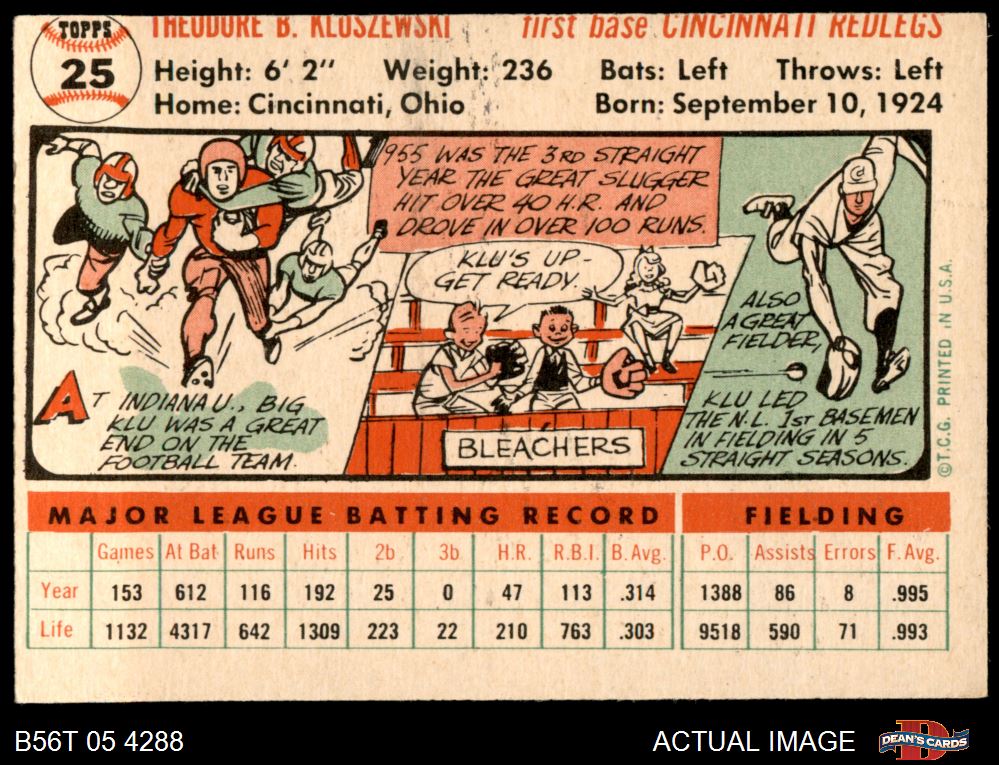 TOPPS
25
THEODORE B. KLUSZEWSKI first base CINCINNATI REDLEGS
Height: 6' 2" Weight: 236 Bats: Left Throws: Left
Home: Cincinnati, Ohio Born: September 10, 1924
AT INDIANA U., BIG
KLU WAS A GREAT
END ON THE
FOOTBALL TEAM.
955 WAS THE 3RD STRAIGHT
YEAR THE GREAT SLUGGER
HIT OVER 40 H.R. AND
DROVE IN OVER 100 RUNS.
KLU'S UP-
GET READY.
BLEACHERS
C
ALSO
A GREAT
FIELDER,
KLU LED
THE N.L. 1ST BASEMEN
IN FIELDING IN 5
STRAIGHT SEASONS.
©T.C.G. PRINTED IN U.S.A.
MAJOR LEAGUE BATTING RECORD FIELDING
Games At Bat Runs Hits 2b 3b H.R. R.B.I. B. Avg. P.O. Assists Errors F. Avg.
Year 153 612 116 192 25 0 47 113 .314 1388 86 8 .995
Life 1132 4317 642 1309 223 22 210 763 .303 9518 590 71 .993
B56T 05 4288 ACTUAL IMAGE DEAN'S CARDS